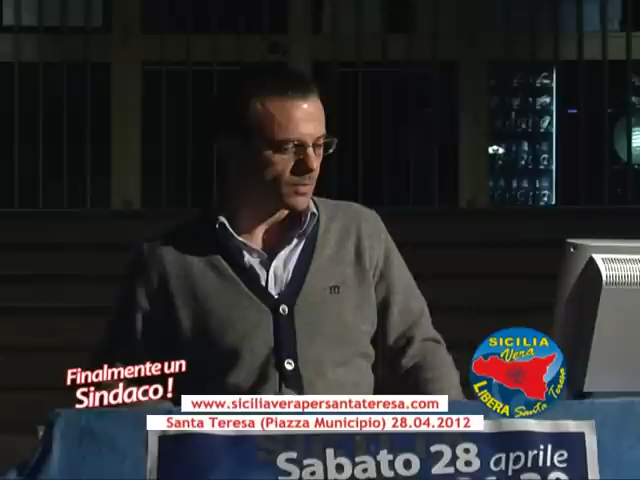 Finalmente un
Sindaco!
SICILIA
Vera
LIBERA Santa Teresa
www.siciliaverapersantateresa.com
Santa Teresa (Piazza Municipio) 28.04.2012
Sabato 28 aprile